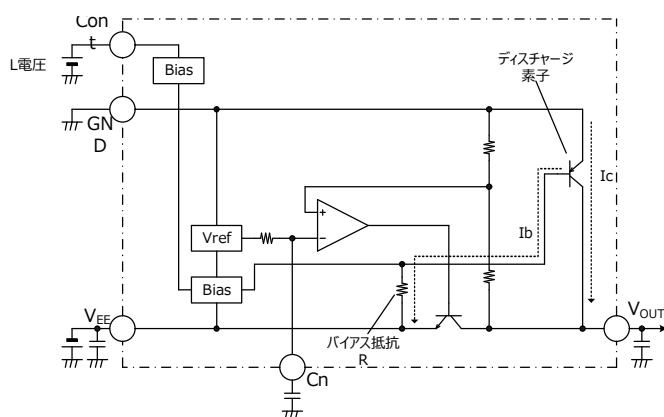 Con
t
L電圧
Bias
GN
D
ディスチャージ
素子
Ic
+
−
Ib
Vref
Bias
VEE
バイアス抵抗
R
VOUT
Cn